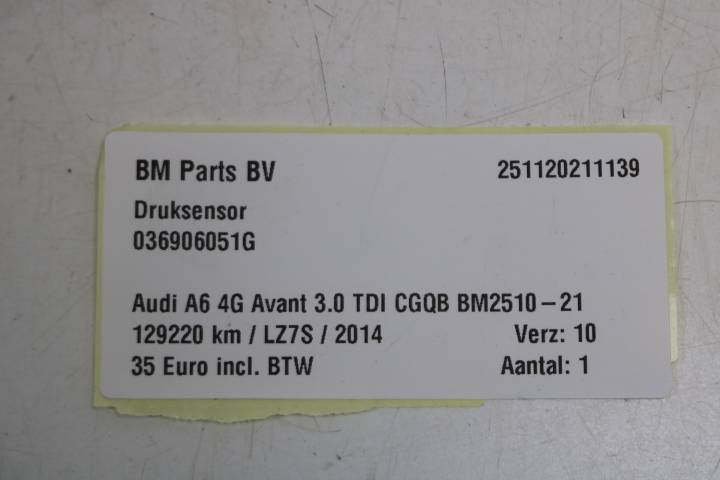 BM Parts BV 251120211139
Druksensor
036906051G
Audi A6 4G Avant 3.0 TDI CGQB BM2510-21
129220 km / LZ7S / 2014 Verz: 10
35 Euro incl. BTW Aantal: 1